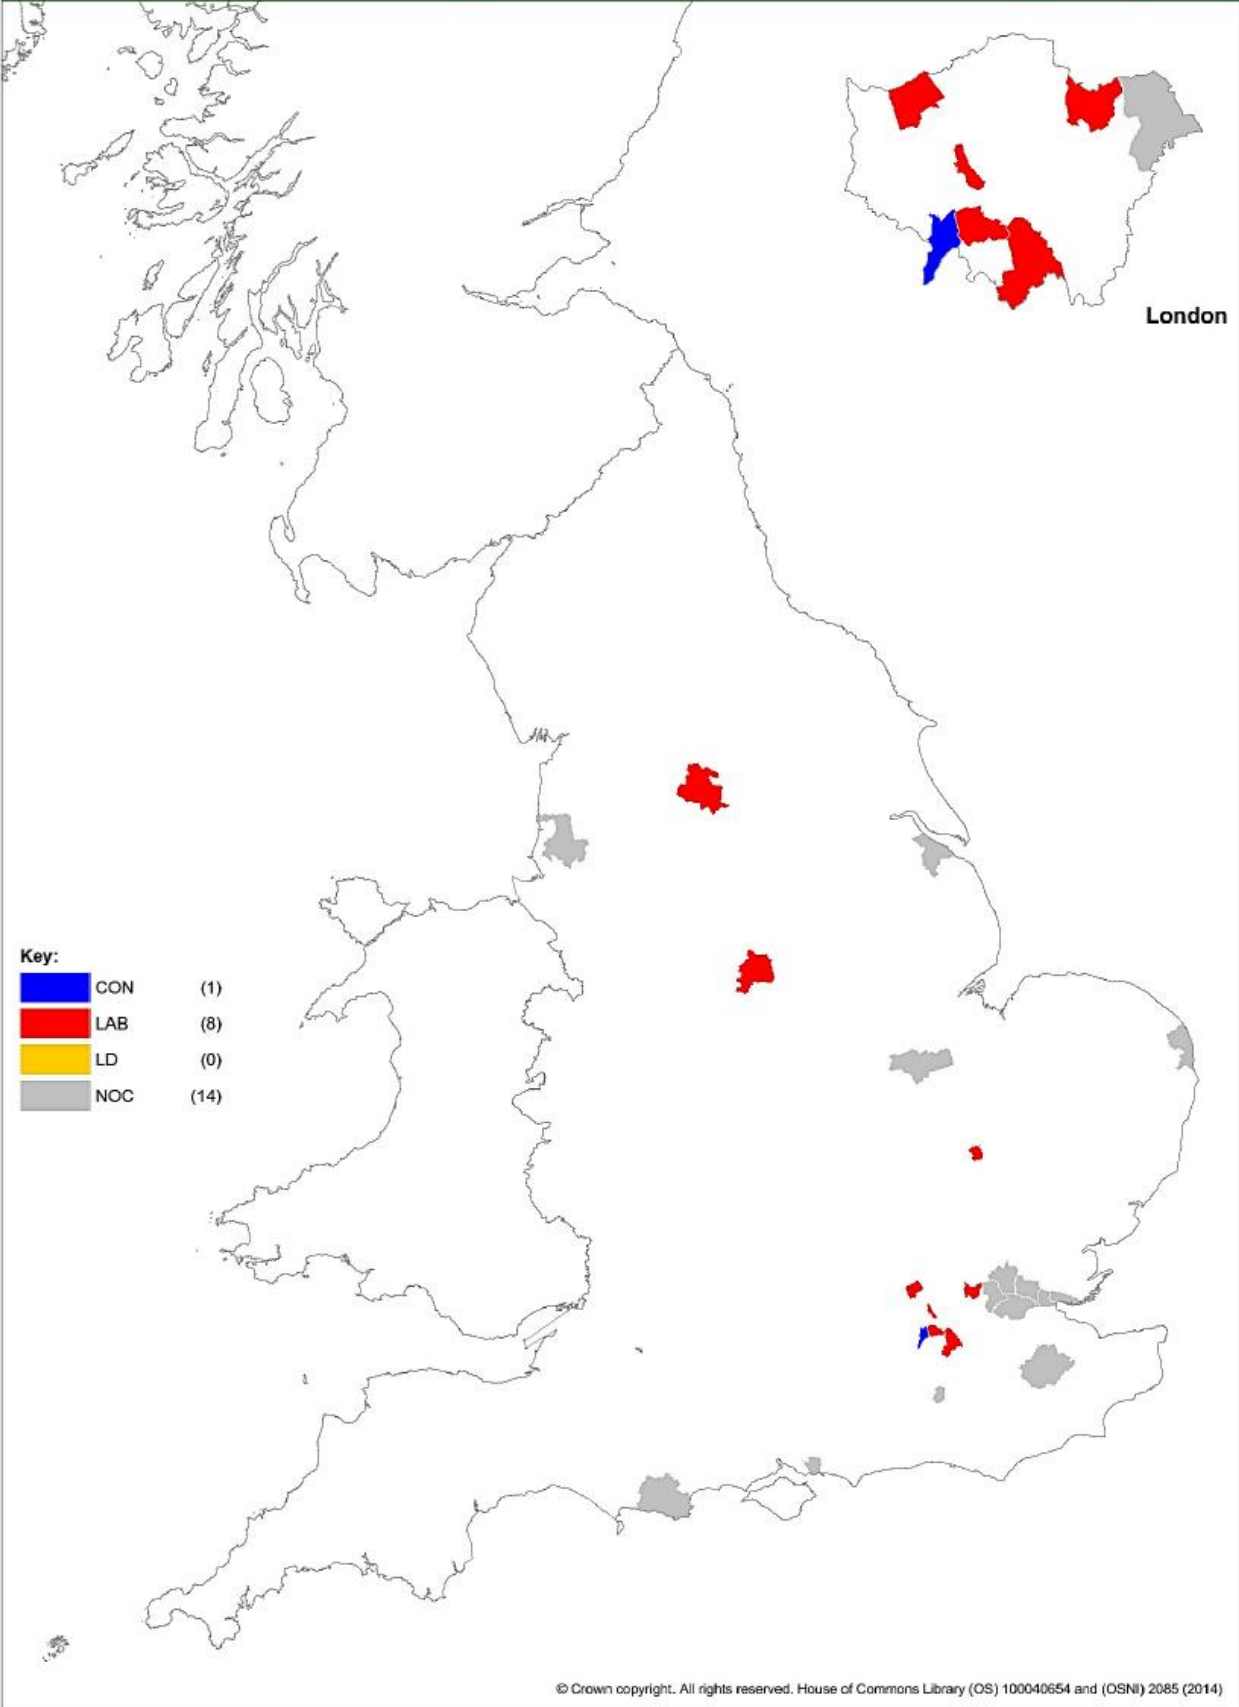 London
Key:
CON (1)
LAB (8)
LD (0)
NOC (14)
© Crown copyright. All rights reserved. House of Commons Library (OS) 100040654 and (OSNI) 2085 (2014)